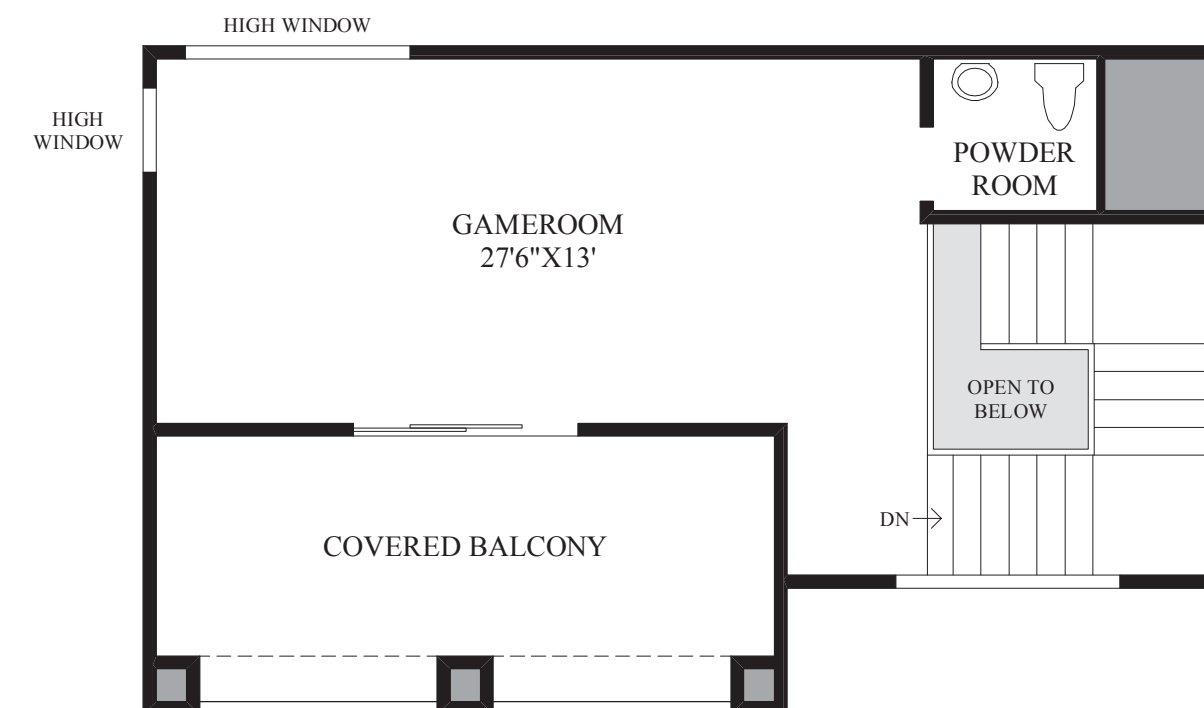 HIGH WINDOW
HIGH
WINDOW
POWDER
ROOM
GAMEROOM
27'6"X13'
OPEN TO
BELOW
DN
COVERED BALCONY